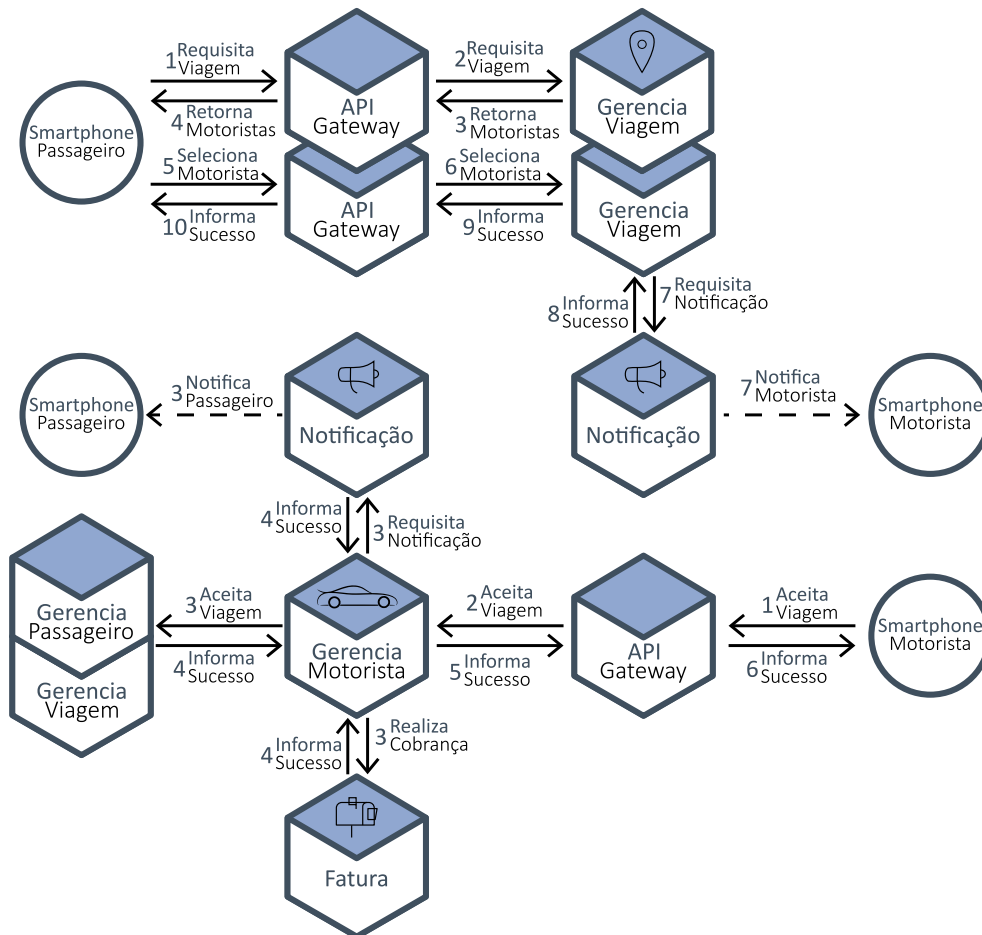 1 Requisita
Viagem
2 Requisita
Viagem
Smartphone
Passageiro
API
Gateway
Gerencia
Viagem
4 Retorna
Motoristas
3 Retorna
Motoristas
5 Seleciona
Motorista
6 Seleciona
Motorista
API
Gateway
Gerencia
Viagem
10 Informa
Sucesso
9 Informa
Sucesso
8 Informa
Sucesso
7 Requisita
Notificação
Smartphone
Passageiro
3 Notifica
Passageiro
Notificação
Notificação
7 Notifica
Motorista
Smartphone
Motorista
4 Informa
Sucesso
3 Requisita
Notificação
Gerencia
Passageiro
Gerencia
Viagem
3 Aceita
Viagem
4 Informa
Sucesso
Gerencia
Motorista
2 Aceita
Viagem
5 Informa
Sucesso
API
Gateway
1 Aceita
Viagem
6 Informa
Sucesso
Smartphone
Motorista
4 Informa
Sucesso
3 Realiza
Cobrança
Fatura